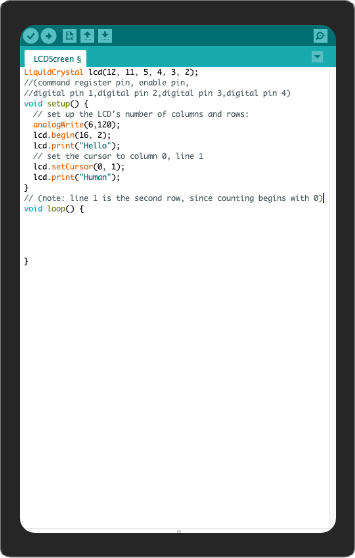 LCDScreen §
LiquidCrystal lcd(12, 11, 5, 4, 3, 2);
//(command register pin, enable pin,
//digital pin 1,digital pin 2,digital pin 3,digital pin 4)
void setup() {
// set up the LCD's number of columns and rows:
analogWrite(6,120);
lcd.begin(16, 2);
lcd.print("Hello");
// set the cursor to column 0, line 1
lcd.setCursor(0, 1);
lcd.print("Human");
}
// (note: line 1 is the second row, since counting begins with 0)
void loop() {
}